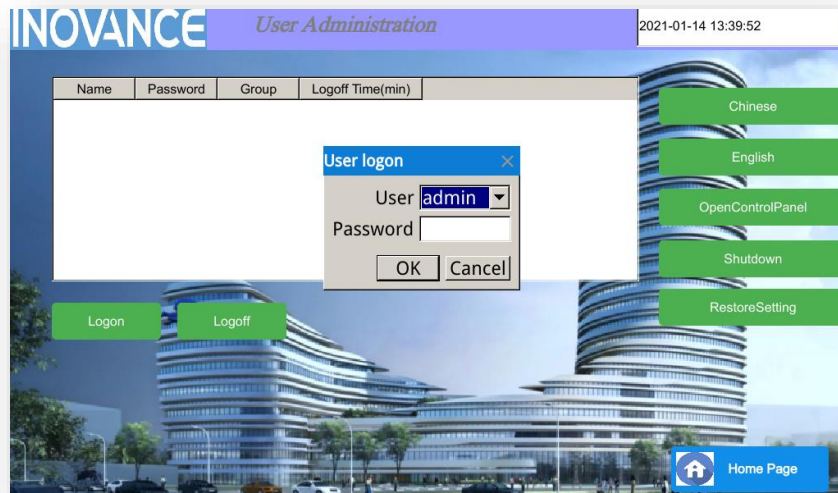 INOVANCE
User Administration
2021-01-14 13:39:52
Name Password Group Logoff Time(min)
Chinese
English
OpenControlPanel
Shutdown
RestoreSetting
User logon
User admin
Password
OK Cancel
Logon Logoff
Home Page